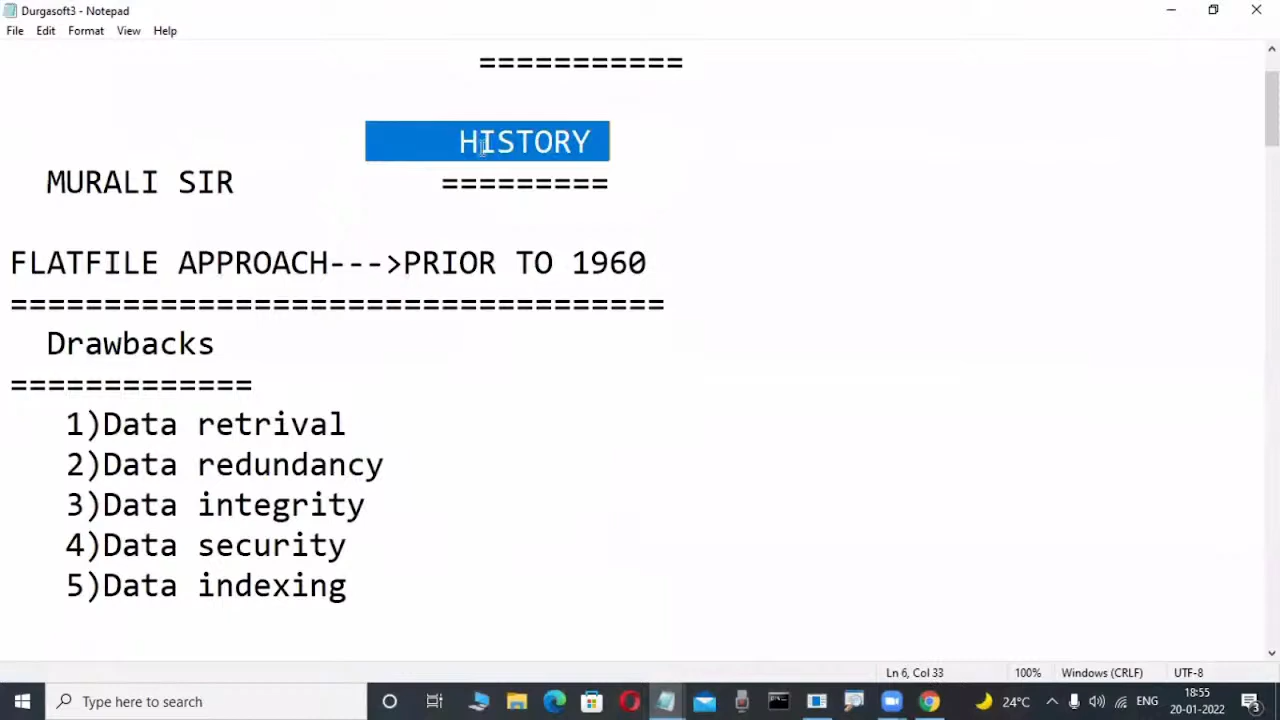 Durgasoft3 - Notepad
File Edit Format View Help
===========
HISTORY
MURALI SIR =========
FLATFILE APPROACH--->PRIOR TO 1960
===================================
Drawbacks
=============
1)Data retrival
2)Data redundancy
3)Data integrity
4)Data security
5)Data indexing
Ln 6, Col 33 100% Windows (CRLF) UTF-8
Type here to search 24°C ENG 18:55
20-01-2022 3